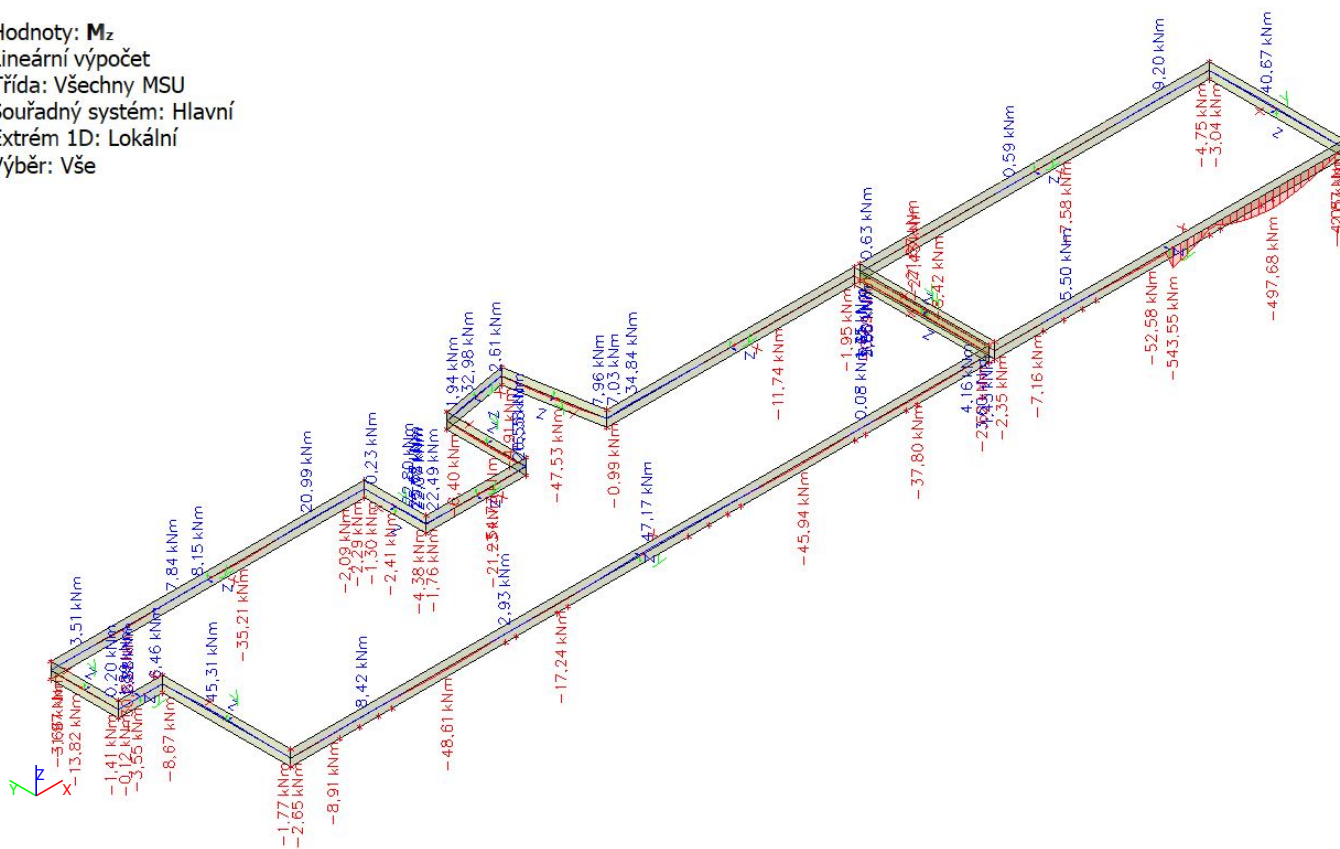 Hodnoty: Mz
Lineární výpočet
Třída: Všechny MSU
Souřadný systém: Hlavní
Extrém 1D: Lokální
Výběr: Vše
9,20 kNm
40,67 kNm
-4,75 kNm
-3,04 kNm
0,59 kNm
-7,58 kNm
0,63 kNm
5,50 kNm
-52,58 kNm
-543,55 kNm
-497,68 kNm
-1,95 kNm
-11,74 kNm
0,08 kNm
4,16 kNm
-2,35 kNm
-7,16 kNm
-37,80 kNm
1,94 kNm
32,98 kNm
2,61 kNm
7,96 kNm
7,03 kNm
34,84 kNm
-47,53 kNm
-0,99 kNm
-45,94 kNm
47,17 kNm
20,99 kNm
0,23 kNm
22,49 kNm
-2,09 kNm
-2,29 kNm
-1,30 kNm
-2,41 kNm
-4,38 kNm
-1,76 kNm
7,84 kNm
8,15 kNm
-35,21 kNm
2,93 kNm
-17,24 kNm
3,51 kNm
0,20 kNm
6,46 kNm
45,31 kNm
8,42 kNm
-48,61 kNm
-13,82 kNm
-1,41 kNm
-0,12 kNm
-3,55 kNm
-8,67 kNm
-1,77 kNm
-2,65 kNm
-8,91 kNm
Z
Y
X